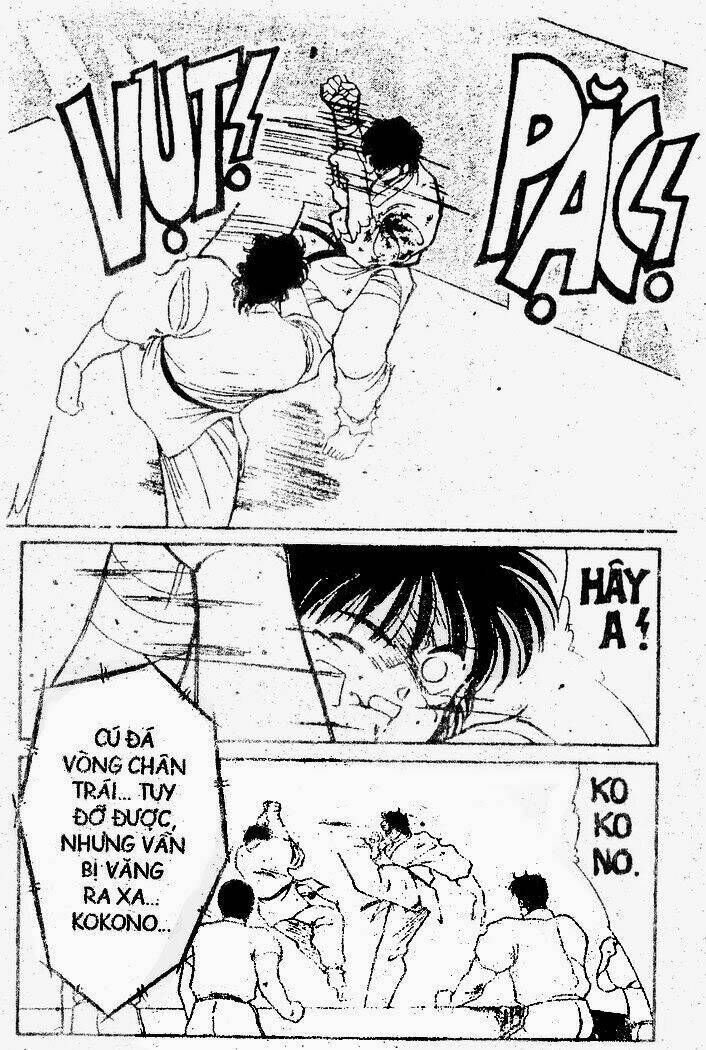 VỤT!
PẶC!
HÂY
A!
CÚ ĐÁ
VÒNG CHÂN
TRÁI... TUY
ĐỠ ĐƯỢC,
NHƯNG VẪN
BỊ VĂNG
RA XA...
KOKONO...
KO
KO
NO.